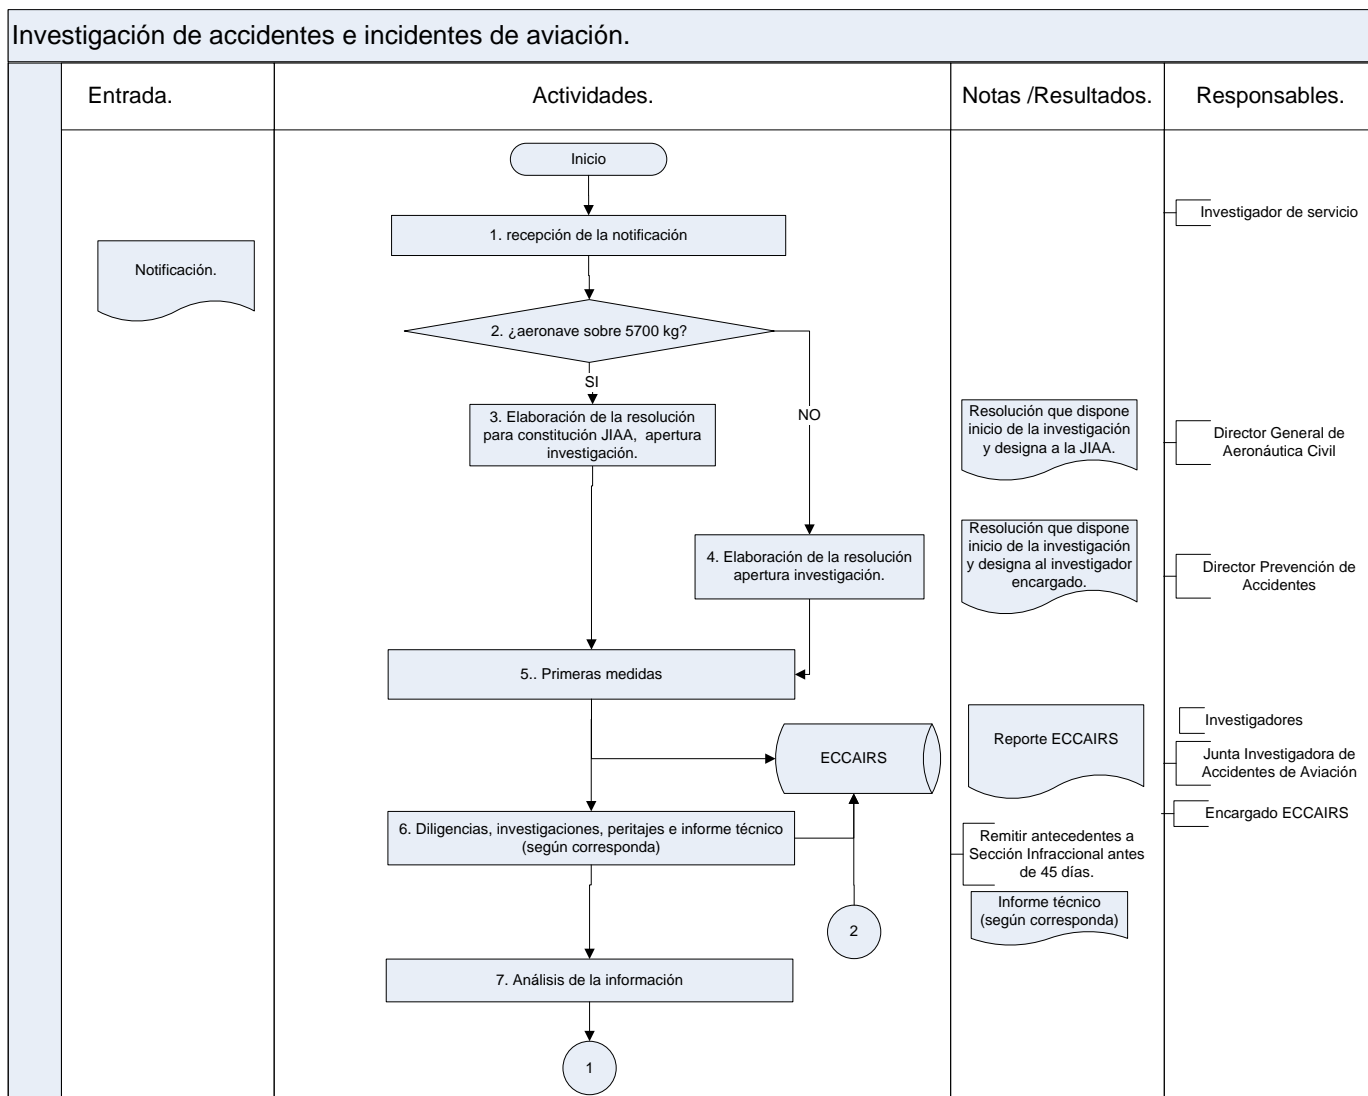 Investigación de accidentes e incidentes de aviación.
Entrada.
Actividades.
Notas /Resultados.
Responsables.
Inicio
Investigador de servicio
1. recepción de la notificación
Notificación.
2. ¿aeronave sobre 5700 kg?
SI
NO
3. Elaboración de la resolución
para constitución JIAA,  apertura
investigación.
Resolución que dispone
inicio de la investigación
y designa a la JIAA.
Director General de
Aeronáutica Civil
4. Elaboración de la resolución
apertura investigación.
Resolución que dispone
inicio de la investigación
y designa al investigador
encargado.
Director Prevención de
Accidentes
5.. Primeras medidas
ECCAIRS
Reporte ECCAIRS
Investigadores
Junta Investigadora de
Accidentes de Aviación
Encargado ECCAIRS
6. Diligencias, investigaciones, peritajes e informe técnico
(según corresponda)
Remitir antecedentes a
Sección Infraccional antes
de 45 días.
Informe técnico
(según corresponda)
2
7. Análisis de la información
1